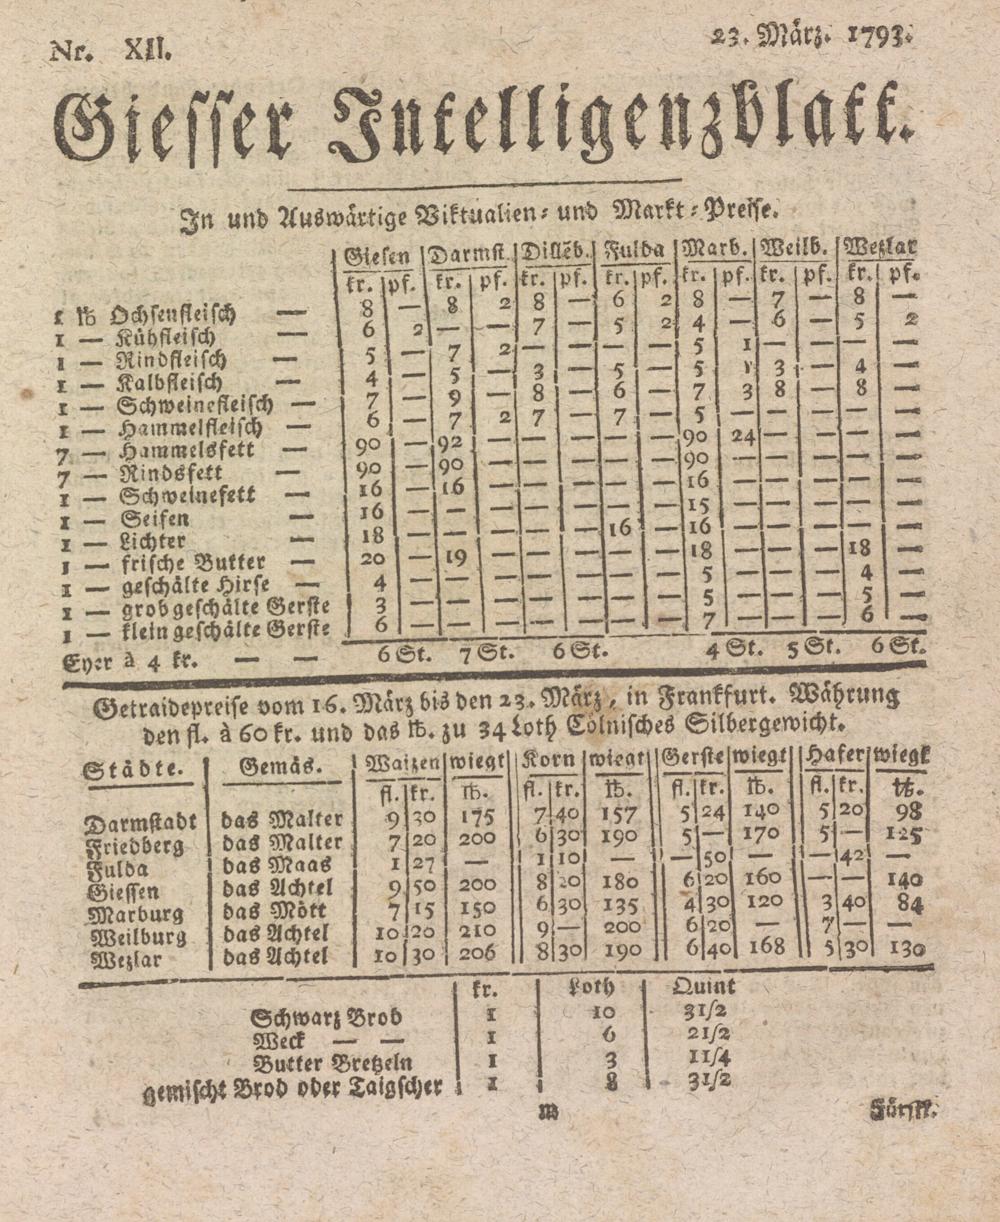 Nr. XII. 23. März. 1793.
Giesser Intelligenzblatt.
In und Auswärtige Viktualien- und Markt-Preise.
Giesen Darmst. Dilleb. Fulda Marb. Weilb. Wezlar
kr. pf. kr. pf. kr. pf. kr. pf. kr. pf. kr. pf. kr. pf.
1 ℔ Ochsenfleisch — 8 — 8 2 8 — 6 2 8 — 7 — 8 —
1 — Kühfleisch 6 2 — — 7 — 5 2 4 — 6 — 5 2
1 — Rindfleisch — 5 — 7 2 — — — — 5 1 — — — —
1 — Kalbfleisch 4 — 5 — 3 — 5 — 5 1 3 — 4 —
1 — Schweinefleisch — 7 — 9 — 8 — 6 — 7 3 8 — 8 —
1 — Hammelfleisch — 6 — 7 2 7 — 7 — 5 — — — — —
7 — Hammelsfett — 90 — 92 — — — — — 90 24 — — — —
7 — Rindsfett 90 — 90 — — — — — 90 — — — — —
1 — Schweinefett — 16 — 16 — — — — — 16 — — — — —
1 — Seifen — 16 — — — — — — — 15 — — — — —
1 — Lichter — 18 — — — — — 16 — 16 — — — — —
1 — frische Butter — 20 — 19 — — — — — 18 — — — 18 —
1 — geschälte Hirse — 4 — — — — — — — 5 — — — 4 —
1 — grob geschälte Gerste 3 — — — — — — — 5 — — — 5 —
1 — klein geschälte Gerste 6 — — — — — — — 7 — — — 6 —
Eyer à 4 kr. — — 6 St. 7 St. 6 St. 4 St. 5 St. 6 St.
Getraidepreise vom 16. März bis den 23. März, in Frankfurt. Währung
den fl. à 60 kr. und das ℔. zu 34 Loth Cölnisches Silbergewicht.
Städte. Gemäs. Waizen wiegt Korn wiegt Gerste wiegt Hafer wiegt
fl. kr. ℔. fl. kr. ℔. fl. kr. ℔. fl. kr. ℔.
Darmstadt das Malter 9 30 175 7 40 157 5 24 140 5 20 98
Friedberg das Malter 7 20 200 6 30 190 5 — 170 5 — 125
Fulda das Maas 1 27 — 1 10 — — 50 — — 42 —
Giessen das Achtel 9 50 200 8 20 180 6 20 160 — — 140
Marburg das Mött 7 15 150 6 30 135 4 30 120 3 40 84
Weilburg das Achtel 10 20 210 9 — 200 6 20 — 7 — —
Wezlar das Achtel 10 30 206 8 30 190 6 40 168 5 30 130
kr. Loth Quint
Schwarz Brod 1 10 31/2
Weck — — 1 6 21/2
Butter Bretzeln 1 3 11/4
gemischt Brod oder Taigscher 1 8 31/2
M